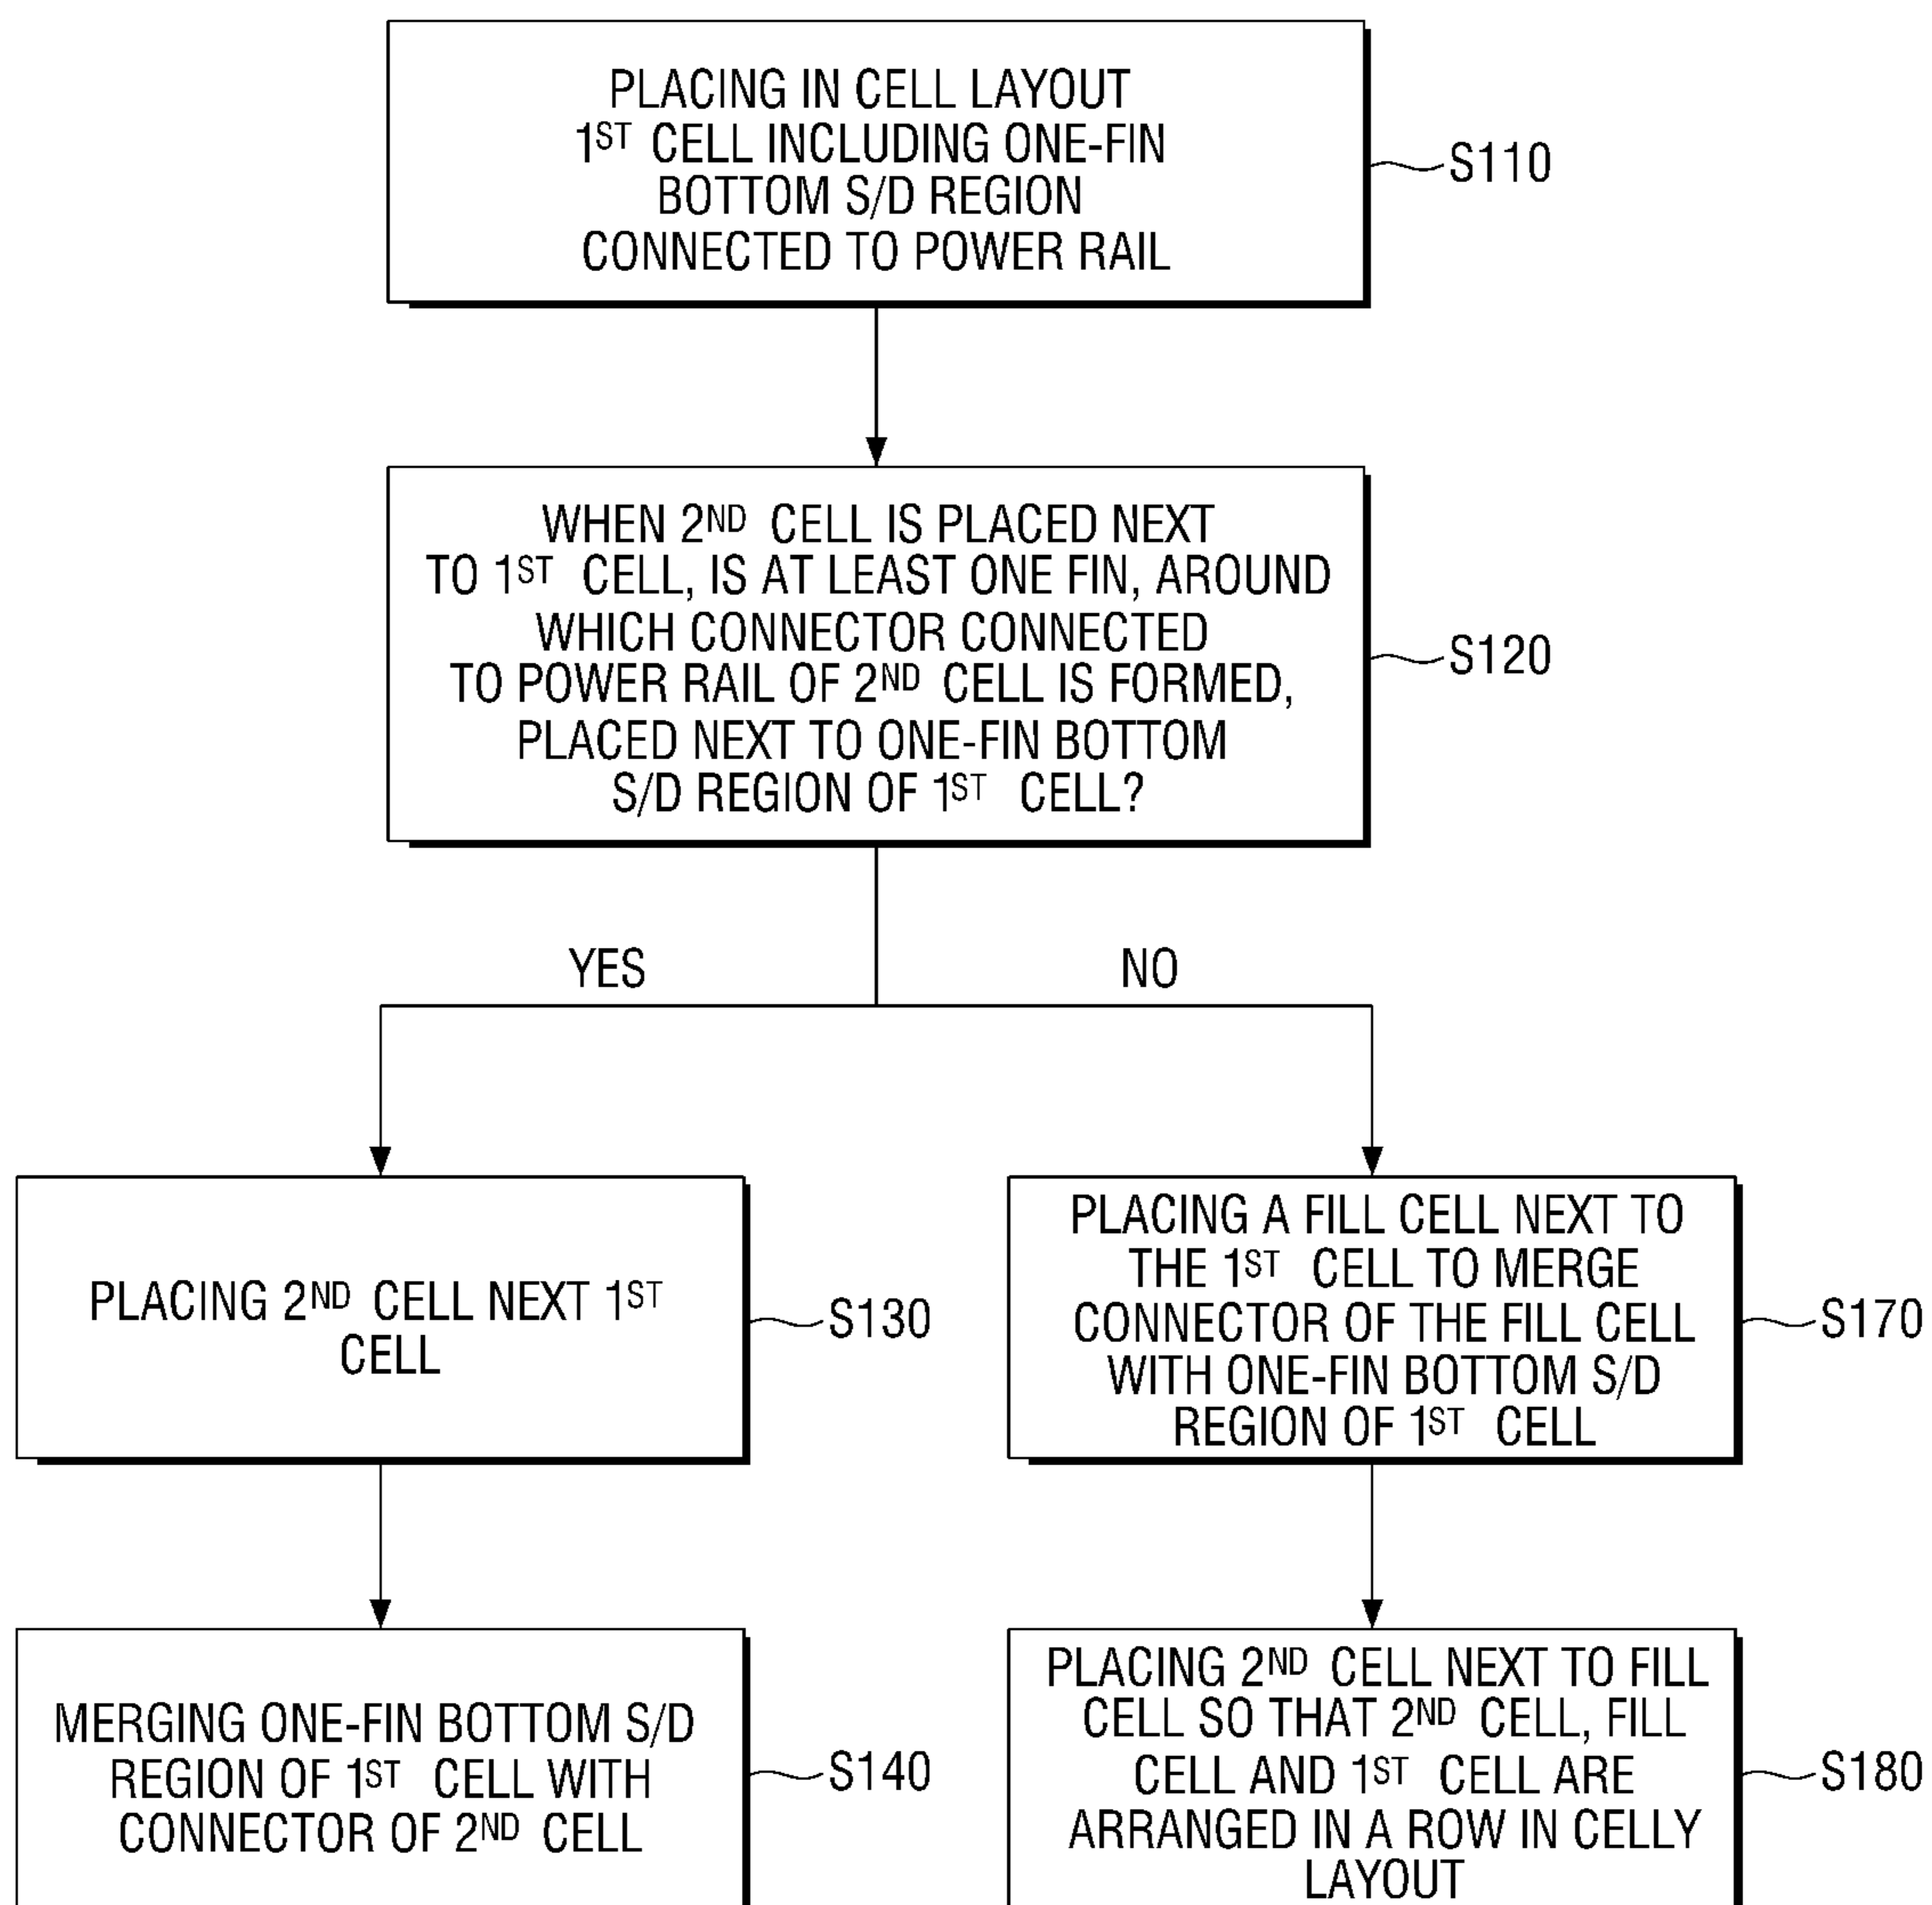 PLACING IN CELL LAYOUT
1ST CELL INCLUDING ONE-FIN
BOTTOM S/D REGION
CONNECTED TO POWER RAIL
S110
WHEN 2ND CELL IS PLACED NEXT
TO 1ST CELL, IS AT LEAST ONE FIN, AROUND
WHICH CONNECTOR CONNECTED
TO POWER RAIL OF 2ND CELL IS FORMED,
PLACED NEXT TO ONE-FIN BOTTOM
S/D REGION OF 1ST CELL?
S120
YES
NO
PLACING 2ND CELL NEXT 1ST
CELL
S130
PLACING A FILL CELL NEXT TO
THE 1ST CELL TO MERGE
CONNECTOR OF THE FILL CELL
WITH ONE-FIN BOTTOM S/D
REGION OF 1ST CELL
S170
MERGING ONE-FIN BOTTOM S/D
REGION OF 1ST CELL WITH
CONNECTOR OF 2ND CELL
S140
PLACING 2ND CELL NEXT TO FILL
CELL SO THAT 2ND CELL, FILL
CELL AND 1ST CELL ARE
ARRANGED IN A ROW IN CELLY
LAYOUT
S180